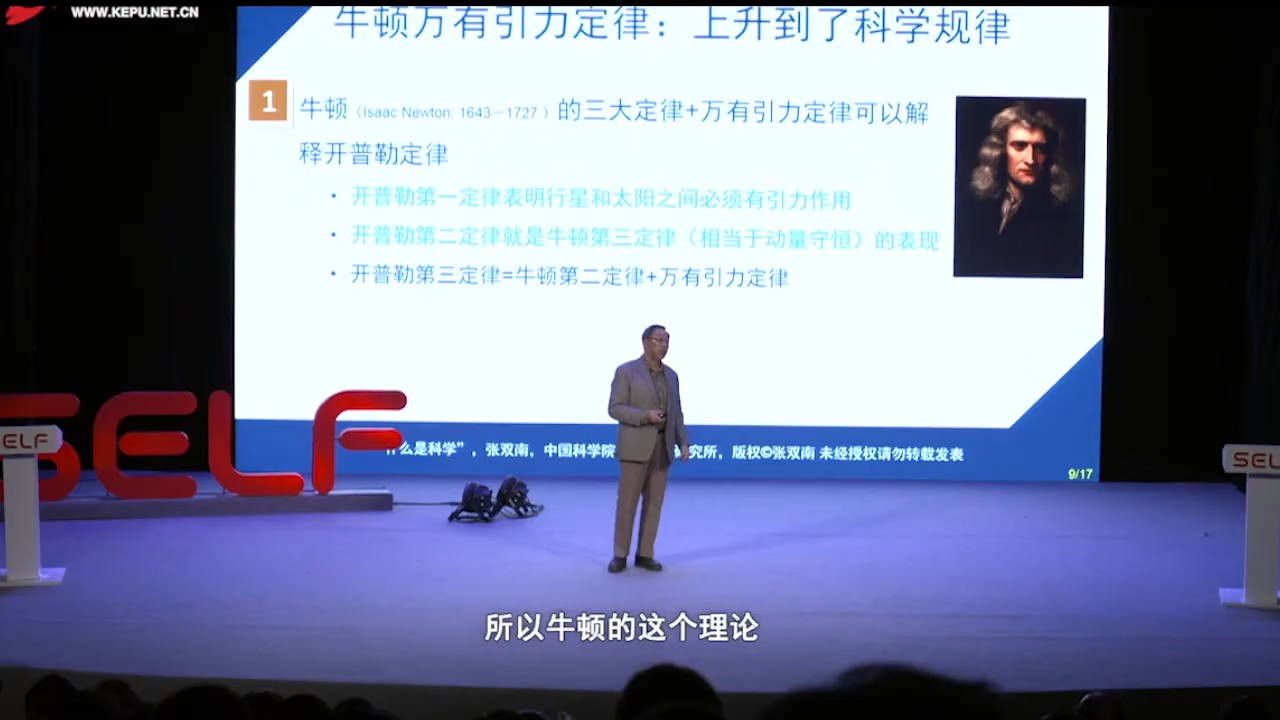 WWW.KEPU.NET.CN
牛顿万有引力定律：上升到了科学规律
1
牛顿（Isaac Newton: 1643－1727 ）的三大定律+万有引力定律可以解
释开普勒定律
• 开普勒第一定律表明行星和太阳之间必须有引力作用
• 开普勒第二定律就是牛顿第三定律（相当于动量守恒）的表现
• 开普勒第三定律=牛顿第二定律+万有引力定律
SELF
SELF
SELF
什么是科学”，张双南，中国科学院 研究所，版权©张双南 未经授权请勿转载发表
9/17
所以牛顿的这个理论